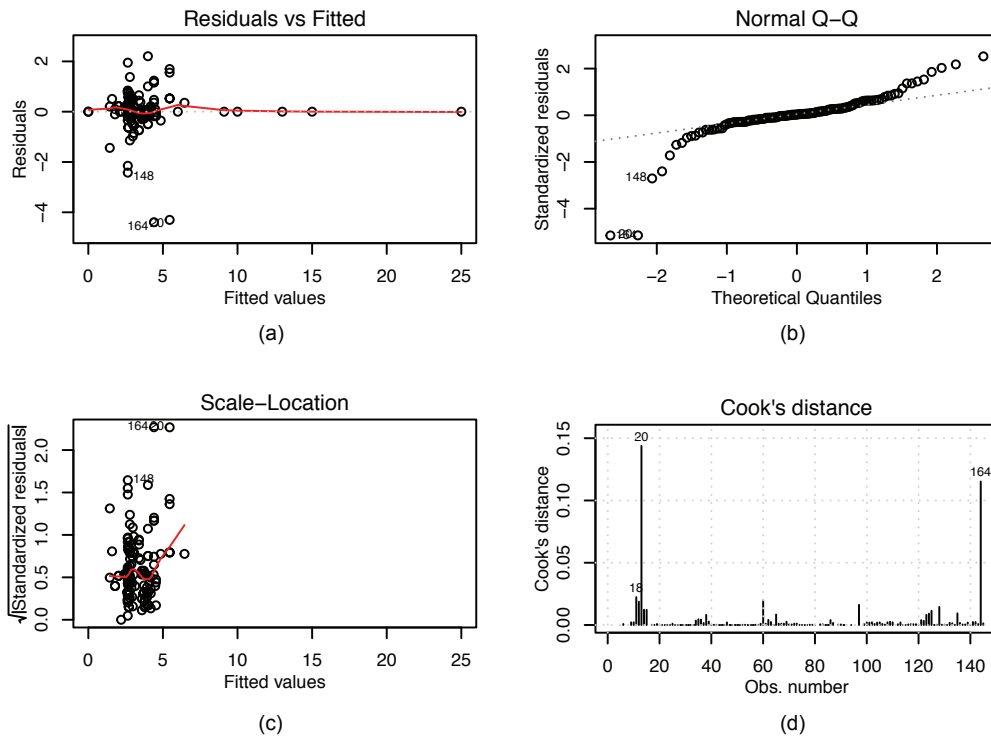 Residuals vs Fitted
Residuals
2
0
−2
−4
148
164
20
0 5 10 15 20 25
Fitted values
(a)
Normal Q−Q
Standardized residuals
2
0
−2
−4
148
−2 −1 0 1 2
Theoretical Quantiles
(b)
Scale−Location
√|Standardized residuals|
2.0
1.5
1.0
0.5
0.0
164
20
148
0 5 10 15 20 25
Fitted values
(c)
Cook's distance
Cook's distance
0.15
0.10
0.05
0.00
20
164
18
0 20 40 60 80 100 120 140
Obs. number
(d)